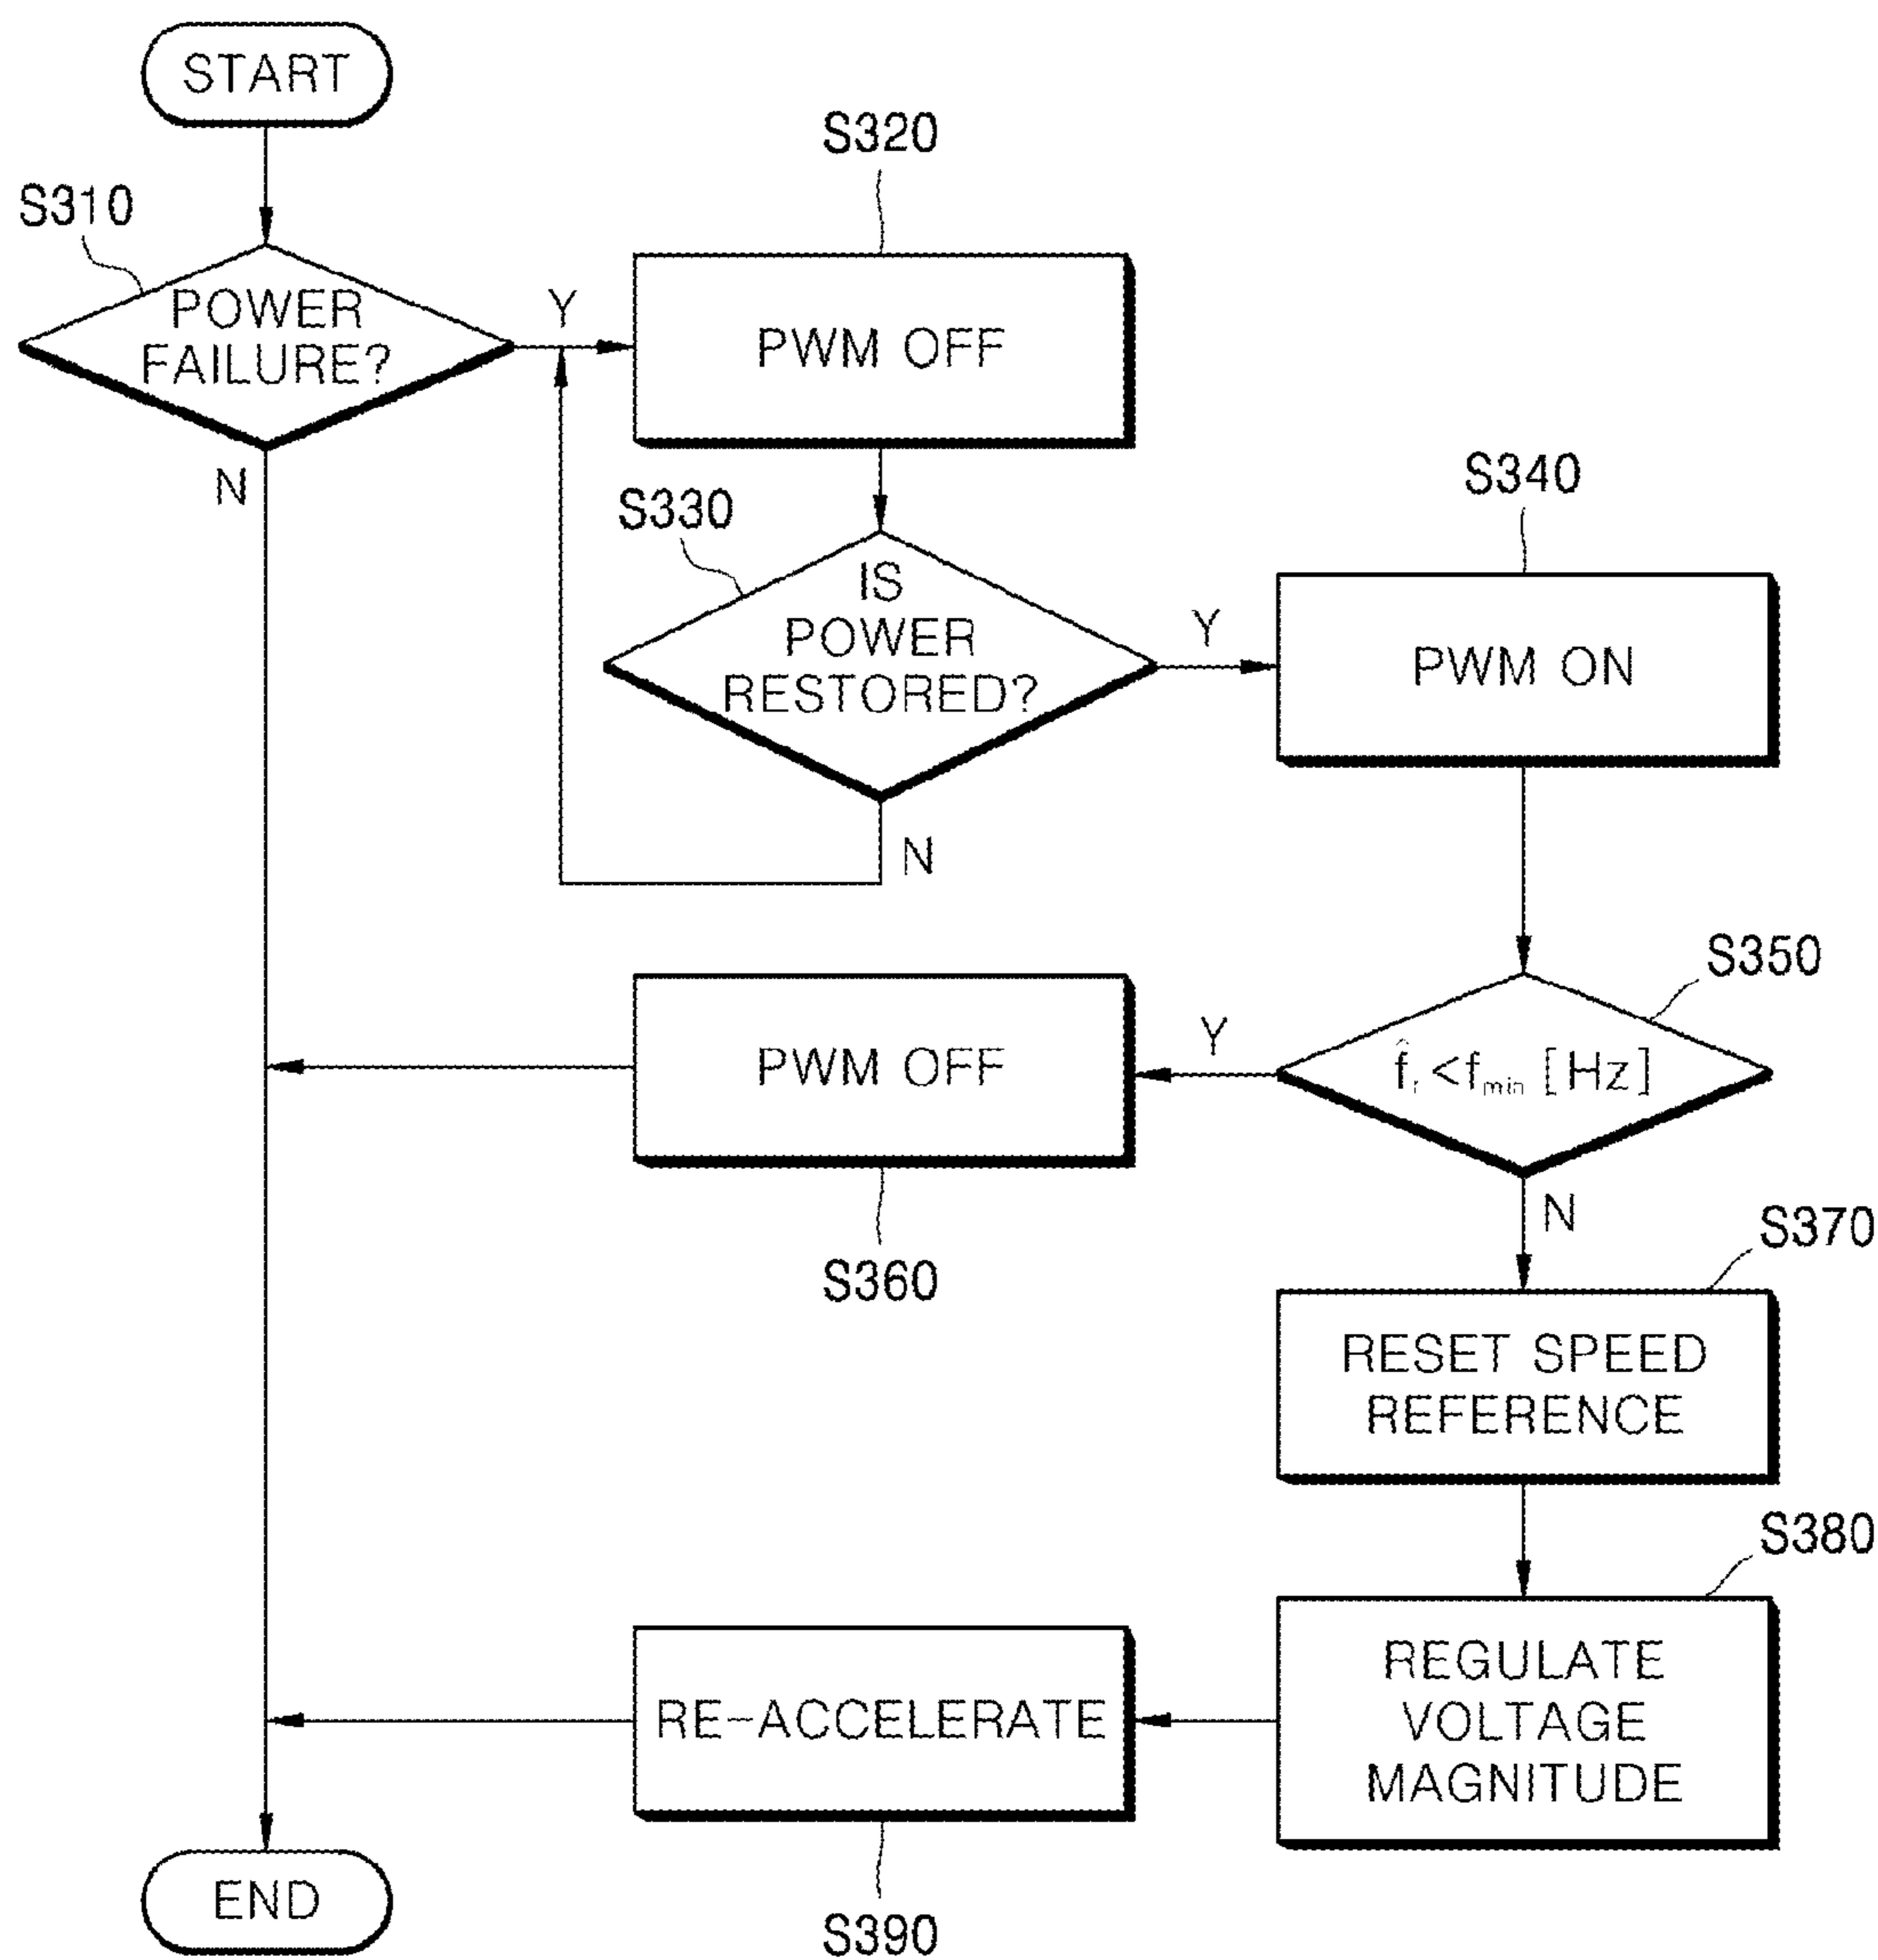 START
S310
POWER
FAILURE?
Y
N
S320
PWM OFF
S330
IS
POWER
RESTORED?
Y
N
S340
PWM ON
S350
f̂r <fmin [Hz]
Y
N
PWM OFF
S360
S370
RESET SPEED
REFERENCE
S380
REGULATE
VOLTAGE
MAGNITUDE
RE-ACCELERATE
S390
END